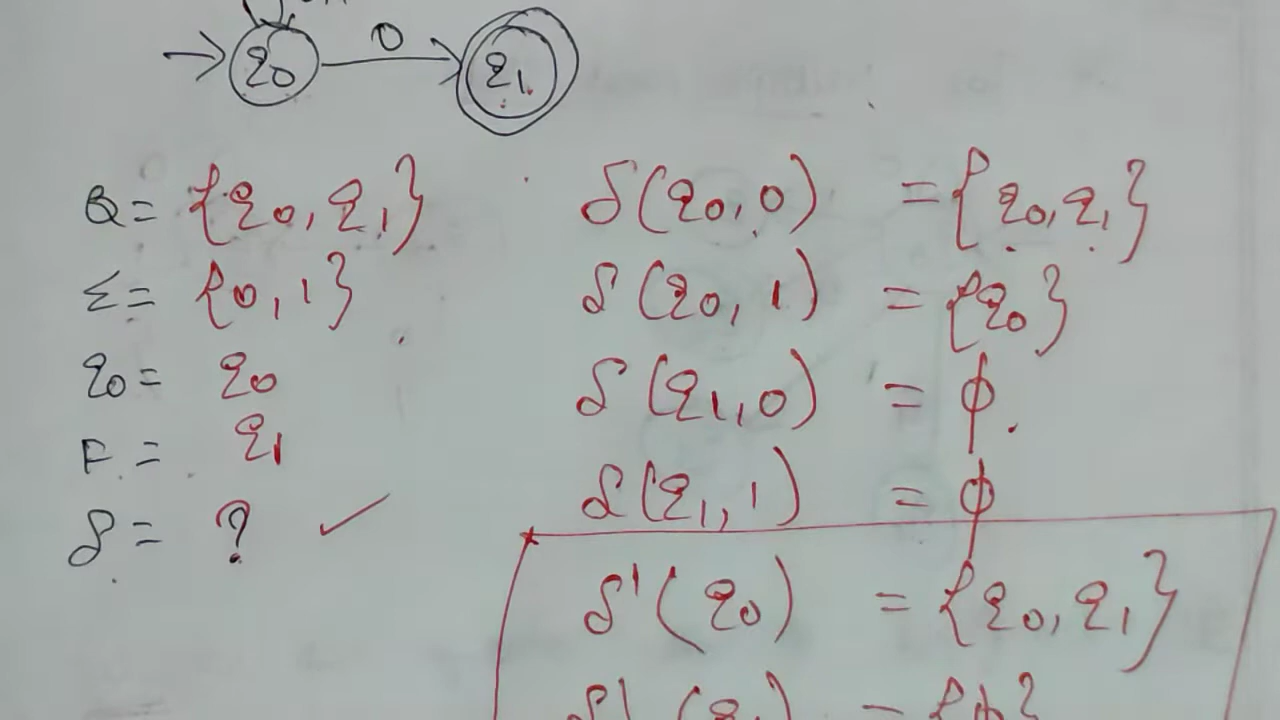 q0 0 q1
Q = {q0, q1} δ(q0, 0) = {q0, q1}
Σ = {0, 1} δ(q0, 1) = {q0}
q0 = q0 δ(q1, 0) = ϕ.
F = q1 δ(q1, 1) = ϕ
δ = ? ✓
δ'(q0) = {q0, q1}